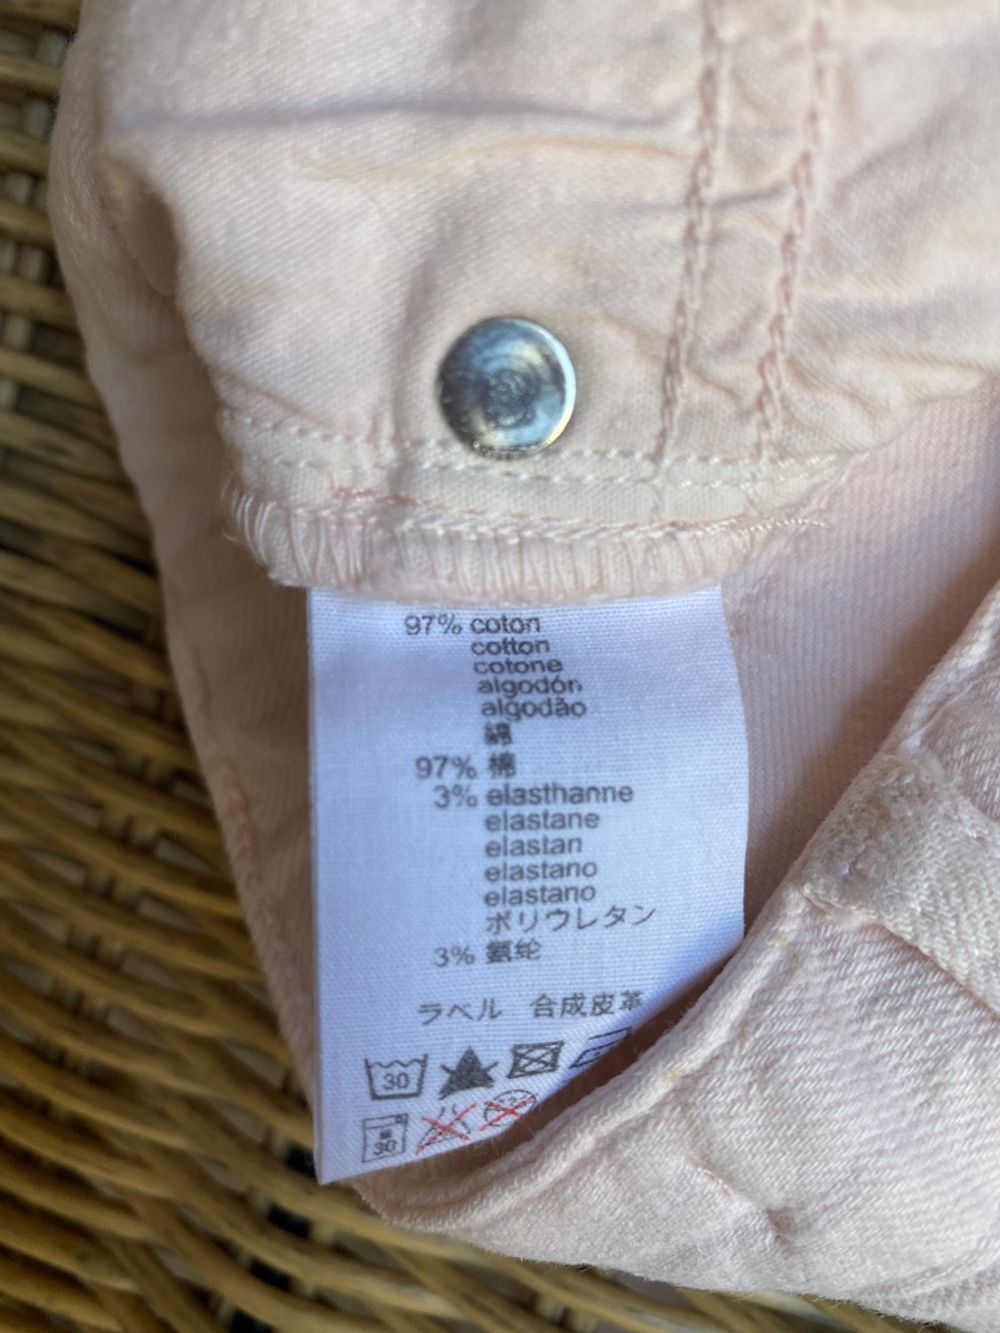 97% coton
cotton
cotone
algodón
algodão
綿
97% 棉
3% elasthanne
elastane
elastan
elastano
elastano
ポリウレタン
3% 氨纶
ラベル 合成皮革
30
30